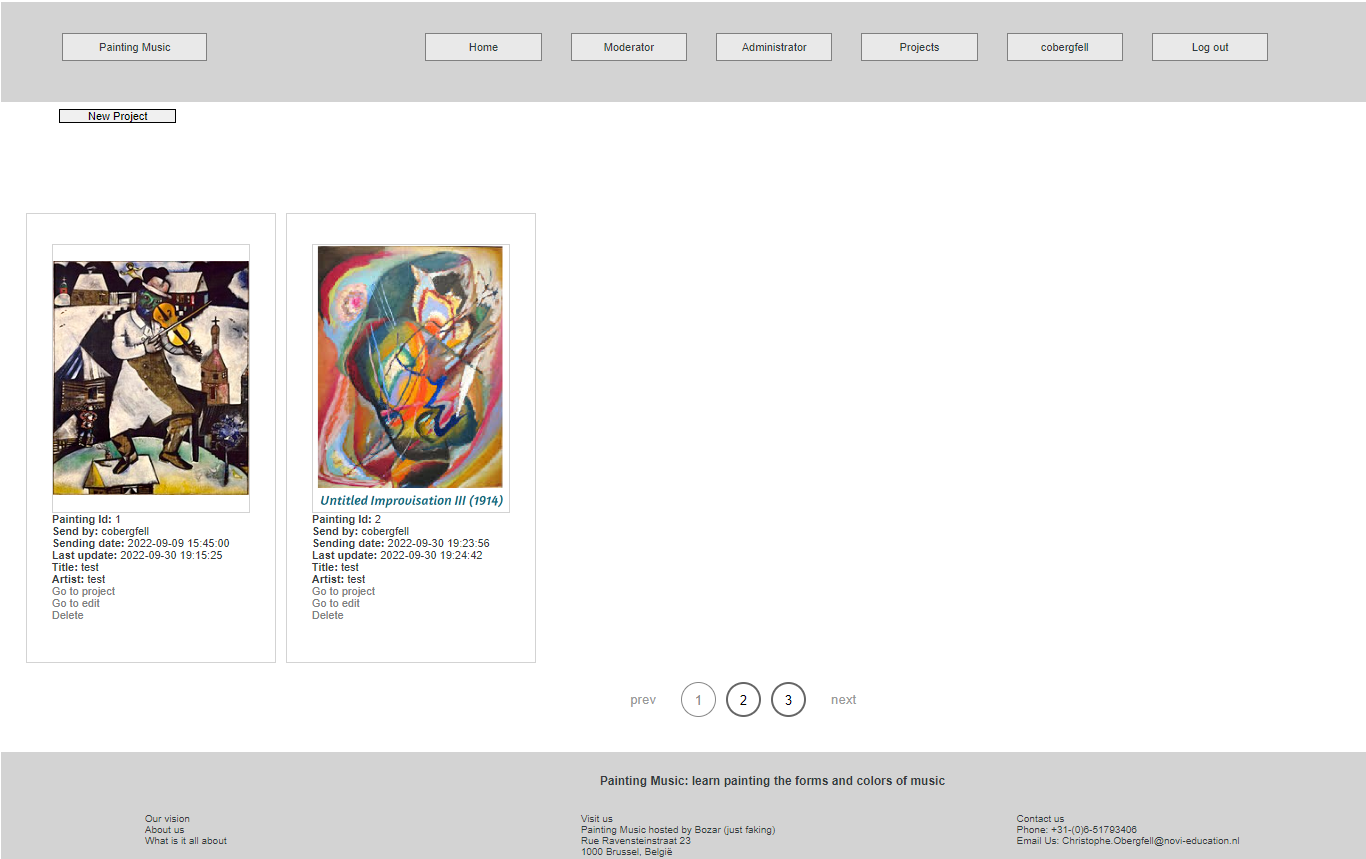 Painting Music
Home
Moderator
Administrator
Projects
cobergfell
Log out
New Project
Untitled Improvisation III (1914)
Painting Id: 1
Send by: cobergfell
Sending date: 2022-09-09 15:45:00
Last update: 2022-09-30 19:15:25
Title: test
Artist: test
Go to project
Go to edit
Delete
Painting Id: 2
Send by: cobergfell
Sending date: 2022-09-30 19:23:56
Last update: 2022-09-30 19:24:42
Title: test
Artist: test
Go to project
Go to edit
Delete
prev
1
2
3
next
Painting Music: learn painting the forms and colors of music
Our vision
About us
What is it all about
Visit us
Painting Music hosted by Bozar (just faking)
Rue Ravensteinstraat 23
1000 Brussel, België
Contact us
Phone: +31-(0)6-51793406
Email Us: Christophe.Obergfell@novi-education.nl